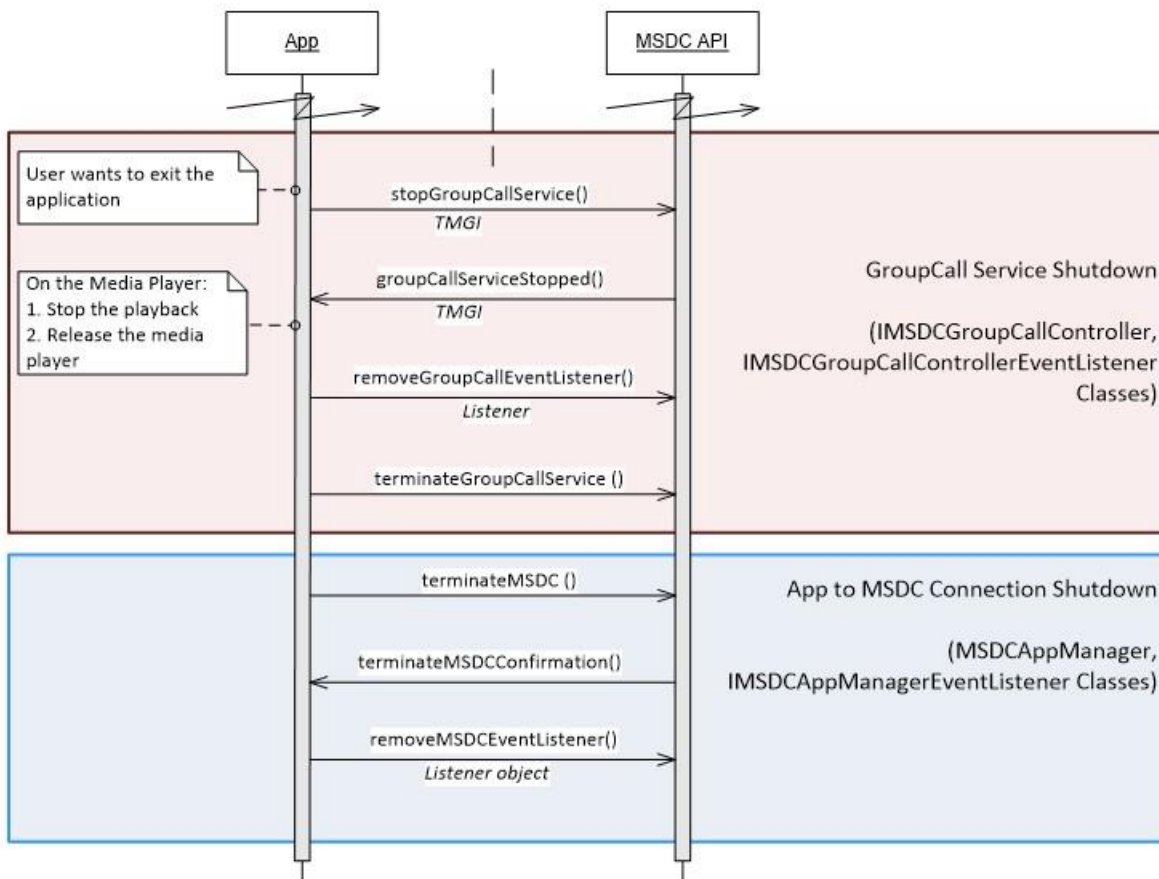 App
MSDC API
User wants to exit the
application
stopGroupCallService()
TMGI
groupCallServiceStopped()
TMGI
On the Media Player:
1. Stop the playback
2. Release the media
player
removeGroupCallEventListener()
Listener
terminateGroupCallService ()
GroupCall Service Shutdown
(IMSDCGroupCallController,
IMSDCGroupCallControllerEventListener
Classes)
terminateMSDC ()
terminateMSDCConfirmation()
removeMSDCEventListener()
Listener object
App to MSDC Connection Shutdown
(MSDCAppManager,
IMSDCAppManagerEventListener Classes)